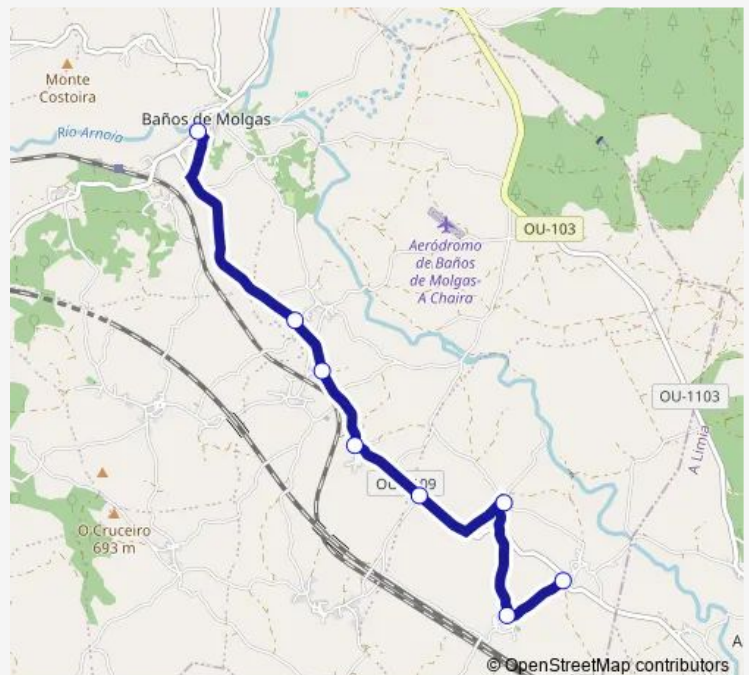 Monte
Costoira
Baños de Molgas
Río Arnoia
OU-103
Aeródromo
de Baños
de Molgas-
A Chaira
OU-1103
A Limia
09
O Cruceiro
693 m
A
© OpenStreetMap contributors